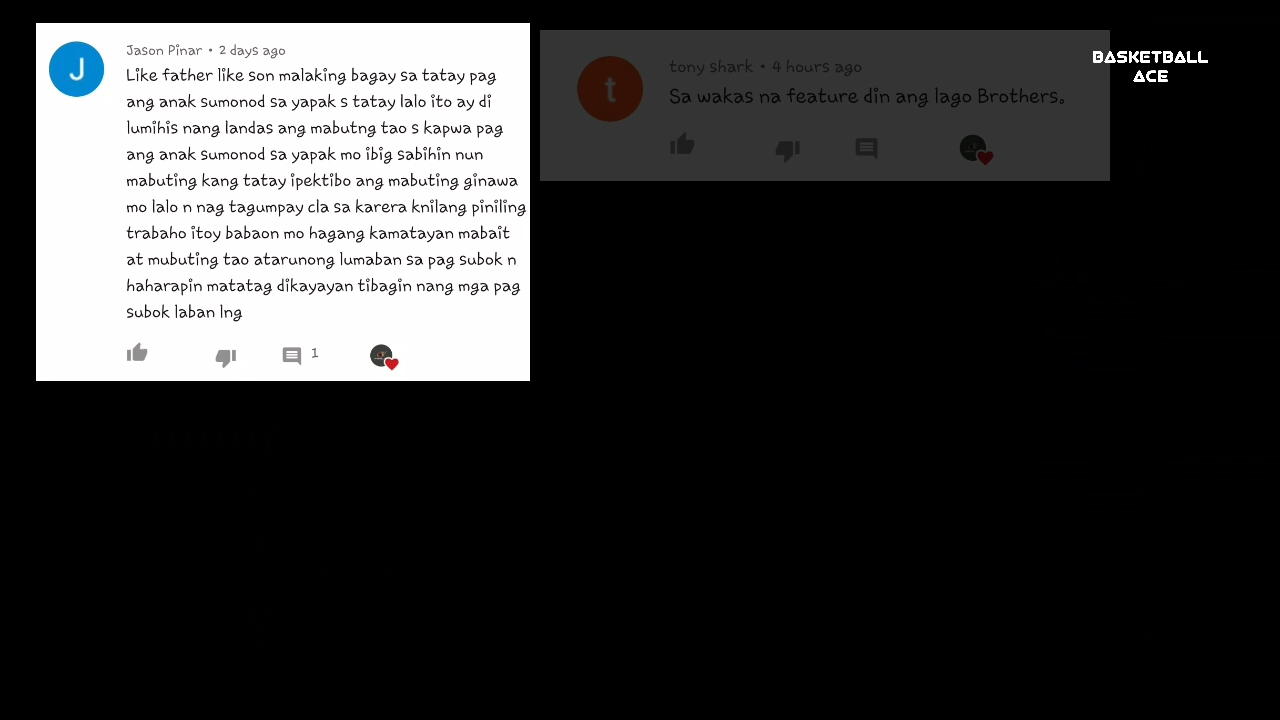 J
Jason Pinar • 2 days ago
Like father like son malaking bagay sa tatay pag
ang anak sumonod sa yapak s tatay lalo ito ay di
lumihis nang landas ang mabutng tao s kapwa pag
ang anak sumonod sa yapak mo ibig sabihin nun
mabuting kang tatay ipektibo ang mabuting ginawa
mo lalo n nag tagumpay cla sa karera knilang piniling
trabaho itoy babaon mo hagang kamatayan mabait
at mubuting tao atarunong lumaban sa pag subok n
haharapin matatag dikayayan tibagin nang mga pag
subok laban lng
1
t
tony shark • 4 hours ago
Sa wakas na feature din ang lago Brothers.
BASKETBALL
ACE